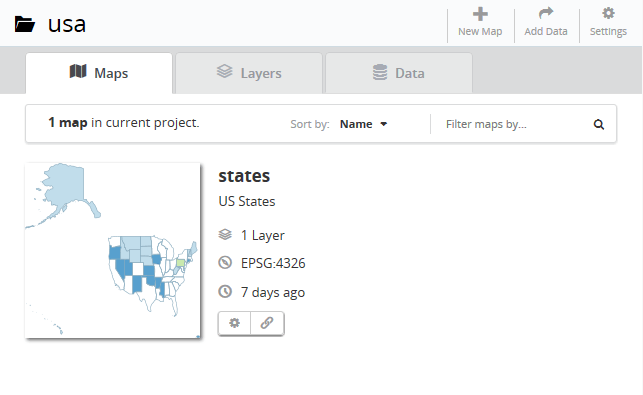 usa
New Map
Add Data
Settings
Maps
Layers
Data
1 map in current project.
Sort by: Name
Filter maps by...
states
US States
1 Layer
EPSG:4326
7 days ago